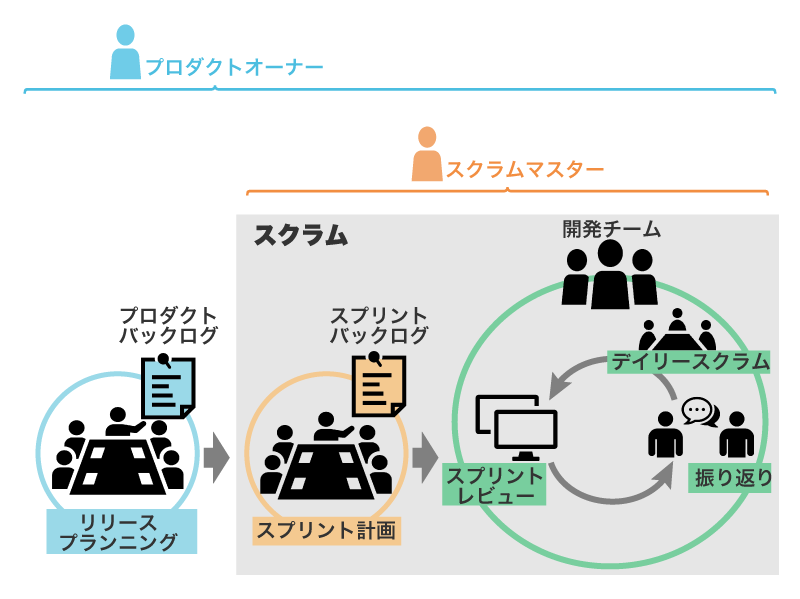 プロダクトオーナー
スクラムマスター
スクラム
開発チーム
プロダクト
バックログ
スプリント
バックログ
デイリースクラム
スプリント
レビュー
振り返り
リリース
プランニング
スプリント計画